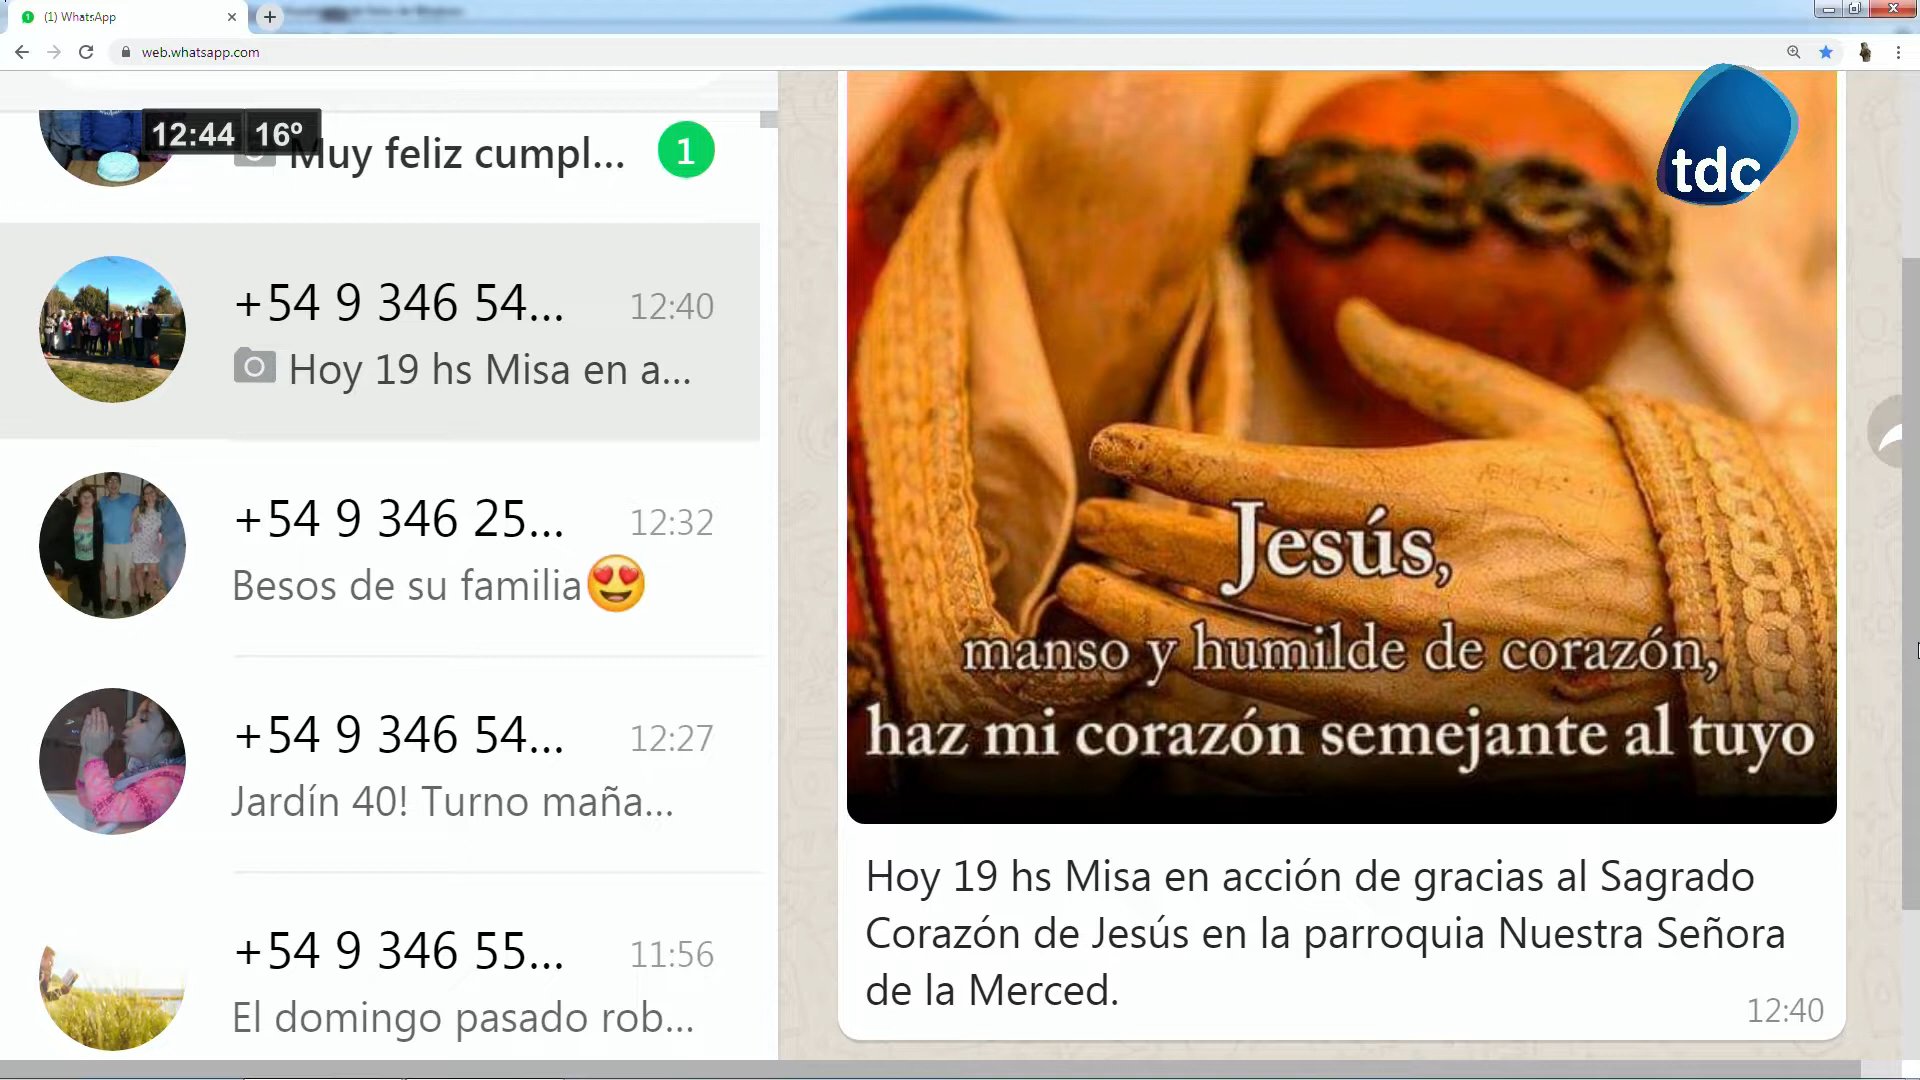 (1) WhatsApp
web.whatsapp.com
12:44 16º
Muy feliz cumpl...
1
+54 9 346 54...
12:40
Hoy 19 hs Misa en a...
+54 9 346 25...
12:32
Besos de su familia😍
+54 9 346 54...
12:27
Jardín 40! Turno maña...
+54 9 346 55...
11:56
El domingo pasado rob...
tdc
Jesús,
manso y humilde de corazón,
haz mi corazón semejante al tuyo
Hoy 19 hs Misa en acción de gracias al Sagrado
Corazón de Jesús en la parroquia Nuestra Señora
de la Merced.
12:40